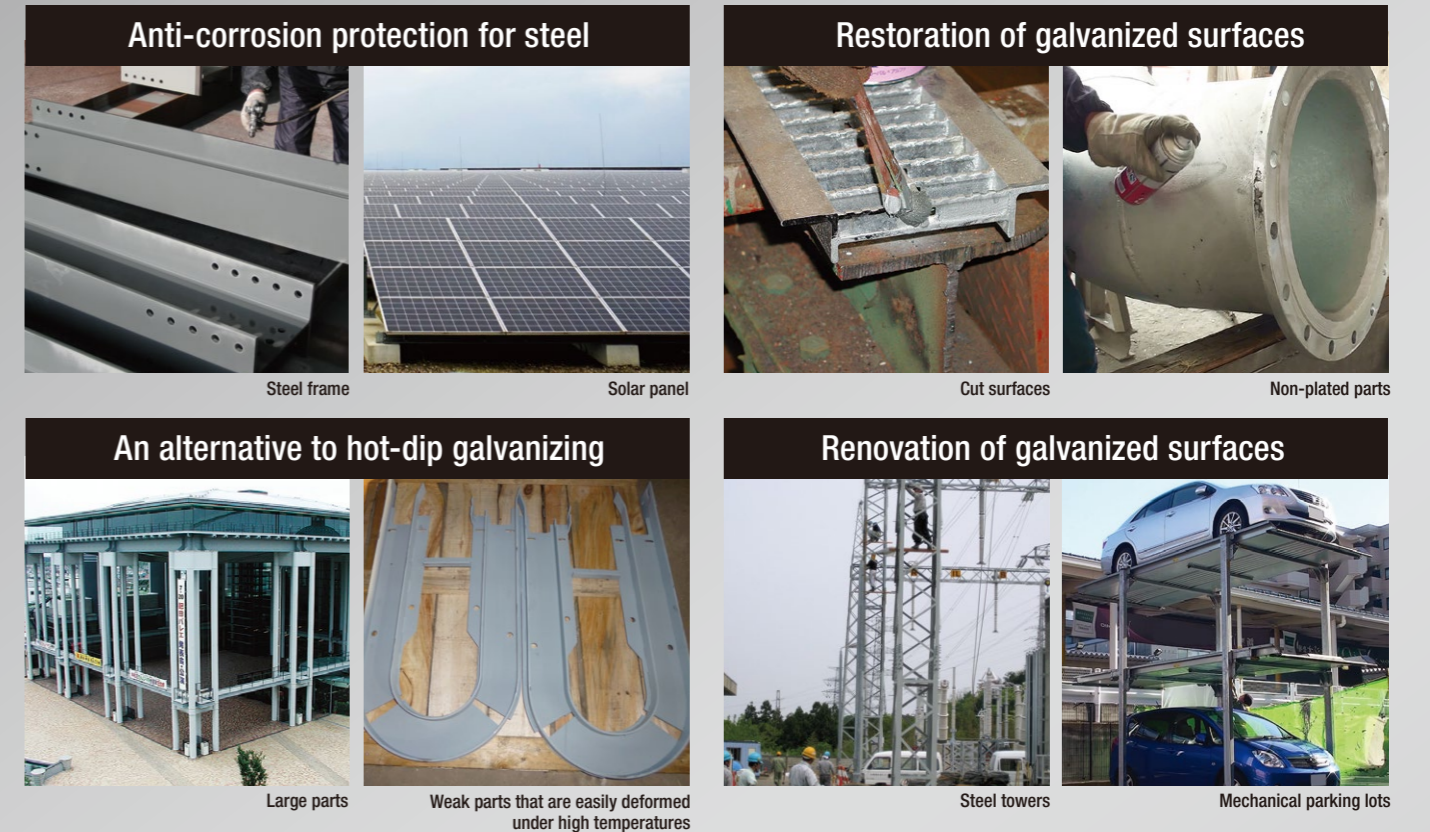 Anti-corrosion protection for steel
Restoration of galvanized surfaces
Steel frame
Solar panel
Cut surfaces
Non-plated parts
An alternative to hot-dip galvanizing
Renovation of galvanized surfaces
Large parts
Weak parts that are easily deformed
under high temperatures
Steel towers
Mechanical parking lots